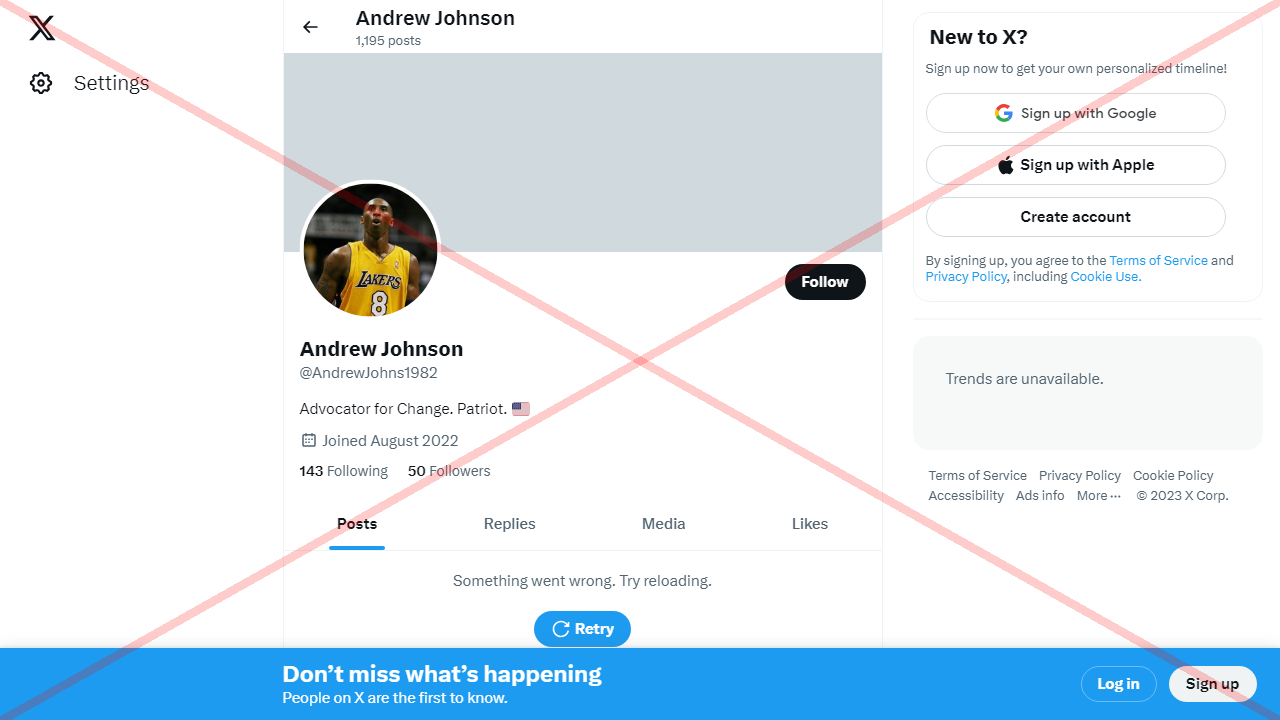 Settings
Andrew Johnson
1,195 posts
LAKERS
8
Follow
Andrew Johnson
@AndrewJohns1982
Advocator for Change. Patriot.
Joined August 2022
143 Following 50 Followers
Posts Replies Media Likes
Something went wrong. Try reloading.
Retry
New to X?
Sign up now to get your own personalized timeline!
Sign up with Google
Sign up with Apple
Create account
By signing up, you agree to the Terms of Service and
Privacy Policy, including Cookie Use.
Trends are unavailable.
Terms of Service Privacy Policy Cookie Policy
Accessibility Ads info More ··· © 2023 X Corp.
Don’t miss what’s happening
People on X are the first to know.
Log in Sign up